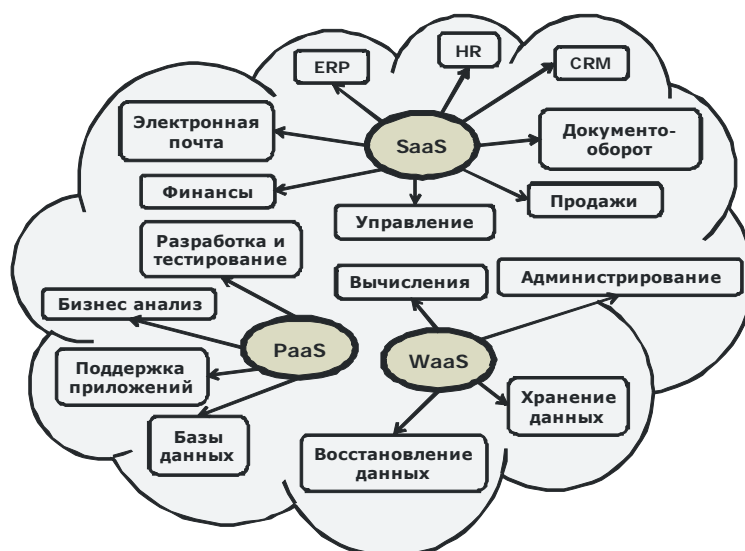 HR
ERP
CRM
Электронная
почта
SaaS
Документо-
оборот
Финансы
Продажи
Управление
Разработка и
тестирование
Вычисления
Администрирование
Бизнес анализ
PaaS
WaaS
Поддержка
приложений
Хранение
данных
Базы
данных
Восстановление
данных